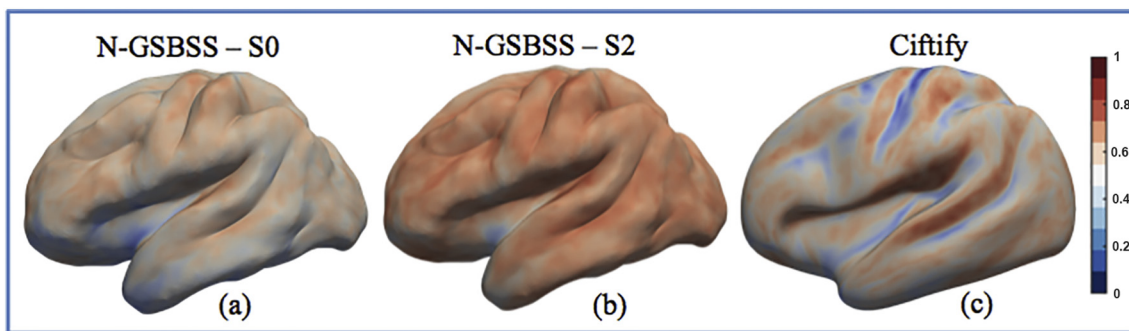 N-GSBSS – S0
N-GSBSS – S2
Ciftify
1
0.8
0.6
0.4
0.2
0
(a)
(b)
(c)